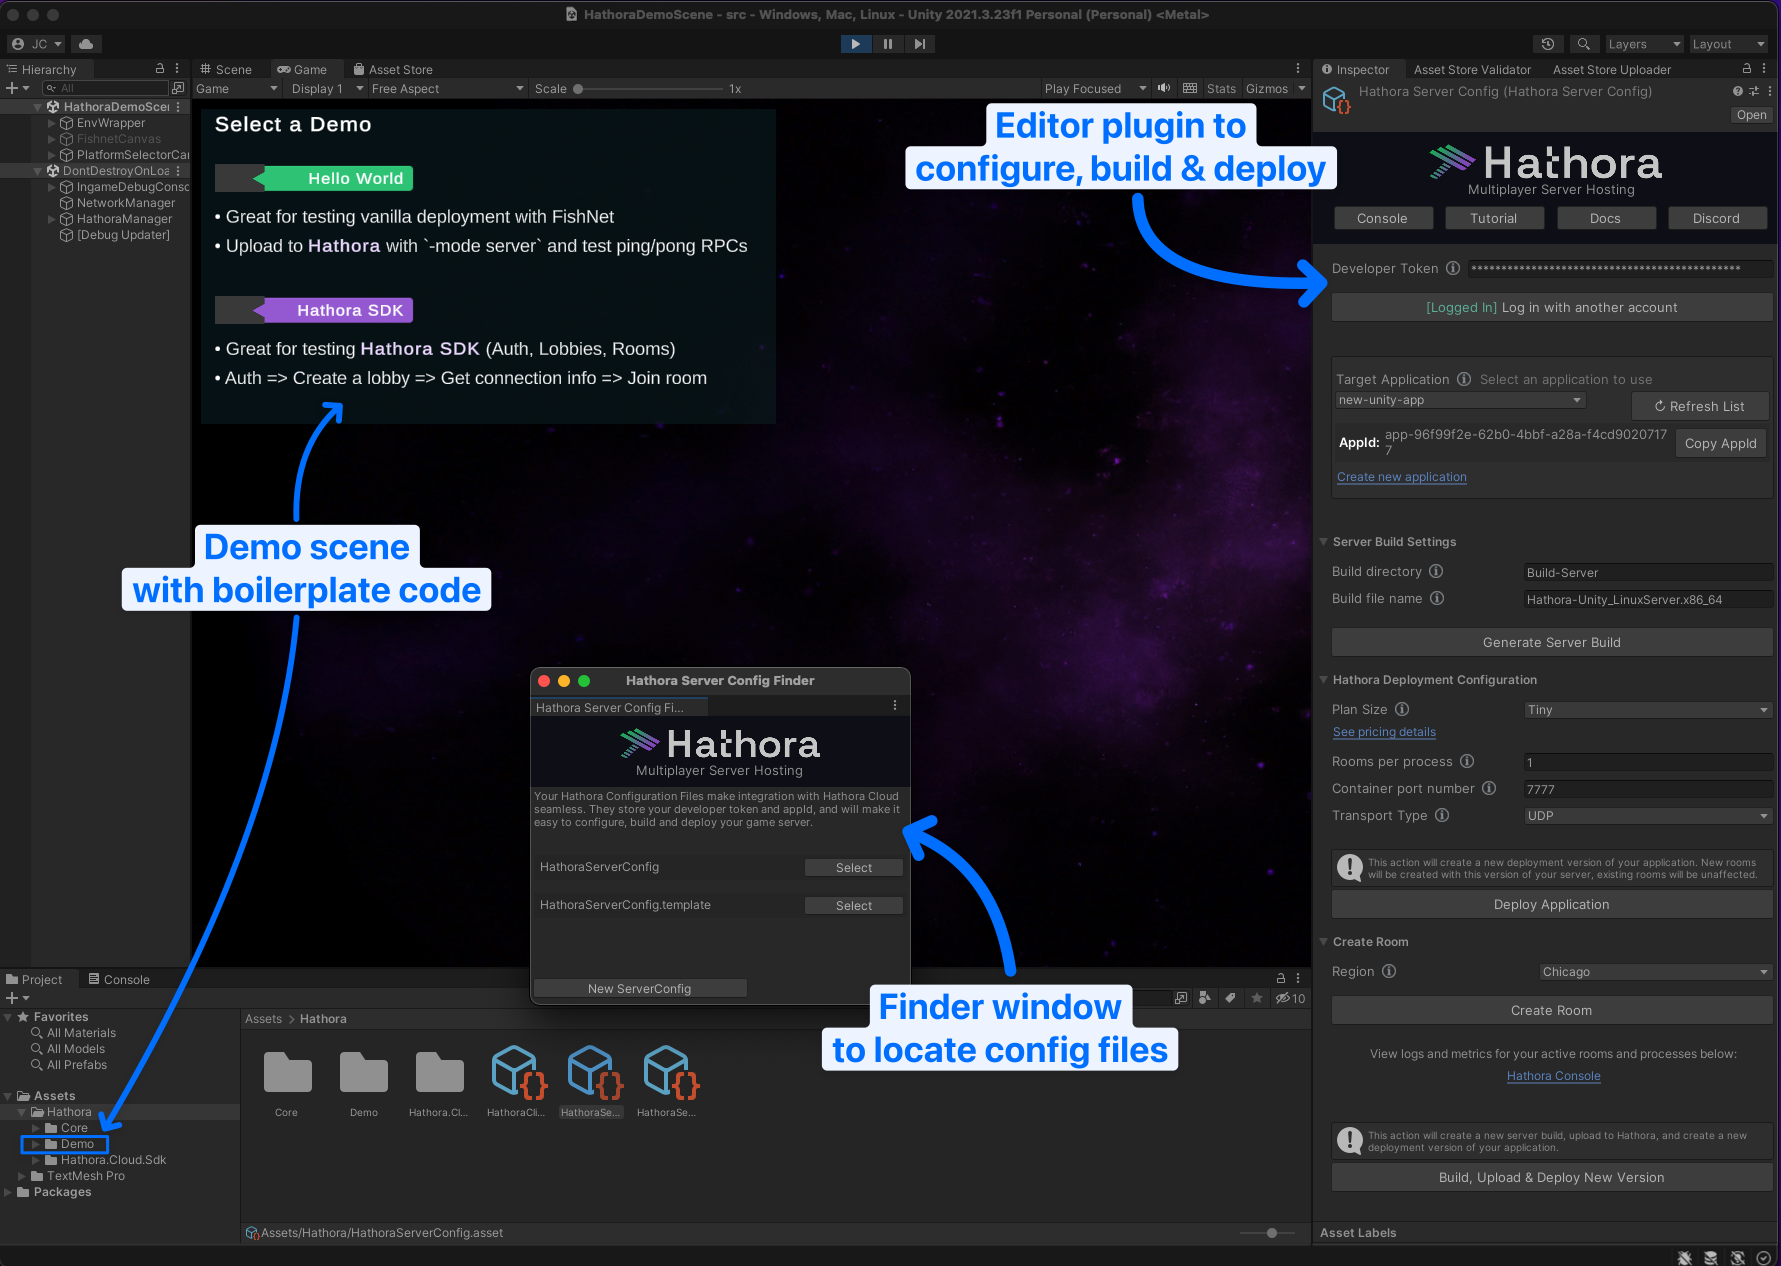 HathoraDemoScene - src - Windows, Mac, Linux - Unity 2021.3.23f1 Personal (Personal) <Metal>
JC
Layers
Layout
Hierarchy
All
HathoraDemoScei
EnvWrapper
FishnetCanvas
PlatformSelectorCan
DontDestroyOnLoa
IngameDebugConsc
NetworkManager
HathoraManager
[Debug Updater]
Scene
Game
Asset Store
Game
Display 1
Free Aspect
Scale
1x
Play Focused
Stats
Gizmos
Select a Demo
Hello World
• Great for testing vanilla deployment with FishNet
• Upload to Hathora with `-mode server` and test ping/pong RPCs
Hathora SDK
• Great for testing Hathora SDK (Auth, Lobbies, Rooms)
• Auth => Create a lobby => Get connection info => Join room
Editor plugin to
configure, build & deploy
Demo scene
with boilerplate code
Hathora Server Config Finder
Hathora Server Config Fi...
Hathora
Multiplayer Server Hosting
Your Hathora Configuration Files make integration with Hathora Cloud
seamless. They store your developer token and appId, and will make it
easy to configure, build and deploy your game server.
HathoraServerConfig
Select
HathoraServerConfig.template
Select
New ServerConfig
Finder window
to locate config files
Inspector
Asset Store Validator
Asset Store Uploader
Hathora Server Config (Hathora Server Config)
Open
Hathora
Multiplayer Server Hosting
Console
Tutorial
Docs
Discord
Developer Token
*********************************************
[Logged In] Log in with another account
Target Application
Select an application to use
new-unity-app
Refresh List
AppId:
app-96f99f2e-62b0-4bbf-a28a-f4cd9020717
7
Copy AppId
Create new application
Server Build Settings
Build directory
Build-Server
Build file name
Hathora-Unity_LinuxServer.x86_64
Generate Server Build
Hathora Deployment Configuration
Plan Size
Tiny
See pricing details
Rooms per process
1
Container port number
7777
Transport Type
UDP
This action will create a new deployment version of your application. New rooms
will be created with this version of your server, existing rooms will be unaffected.
Deploy Application
Create Room
Region
Chicago
Create Room
View logs and metrics for your active rooms and processes below:
Hathora Console
This action will create a new server build, upload to Hathora, and create a new
deployment version of your application.
Build, Upload & Deploy New Version
Asset Labels
Project
Console
10
Favorites
All Materials
All Models
All Prefabs
Assets
Hathora
Core
Demo
Hathora.Cloud.Sdk
TextMesh Pro
Packages
Assets > Hathora
Core
Demo
Hathora.Cl...
HathoraCli...
HathoraSe...
HathoraSe...
Assets/Hathora/HathoraServerConfig.asset